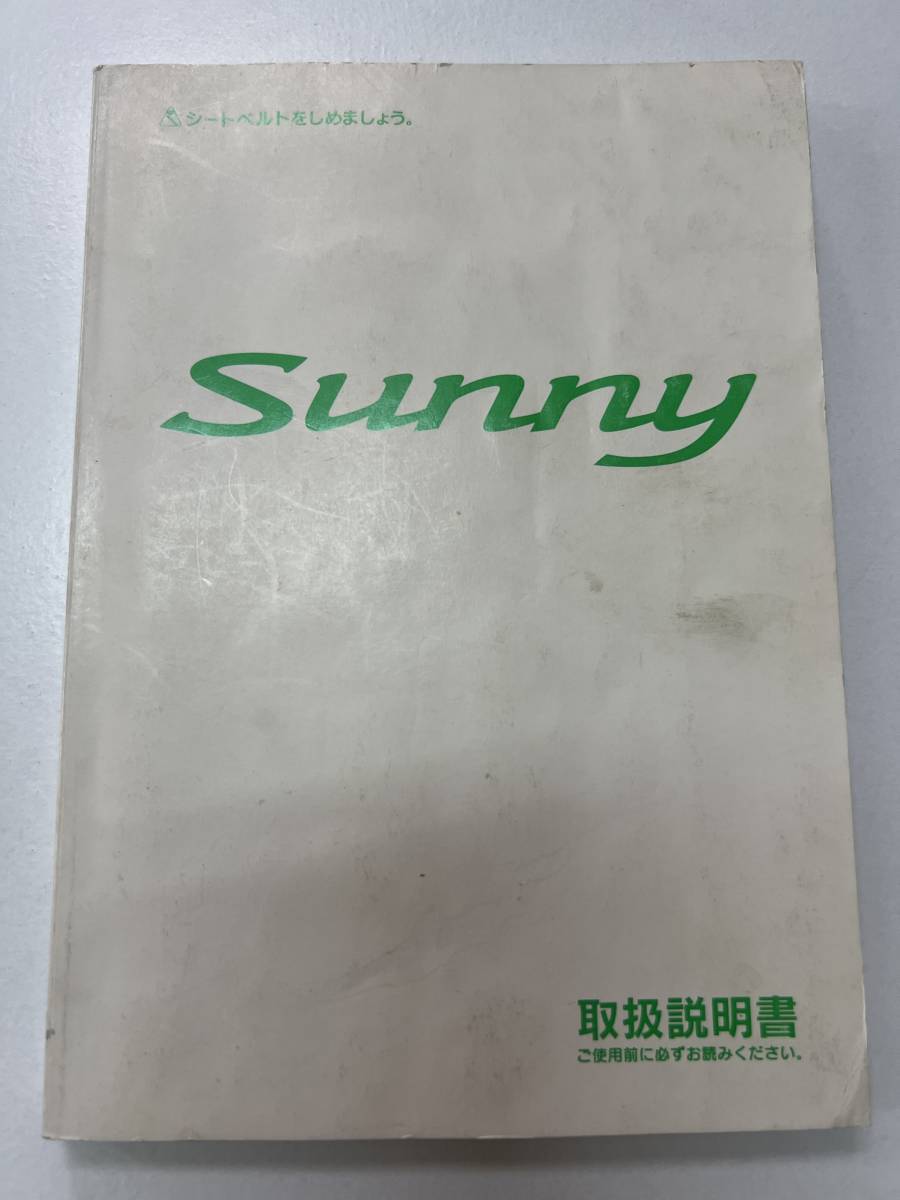 シートベルトをしめましょう。
Sunny
取扱説明書
ご使用前に必ずお読みください。